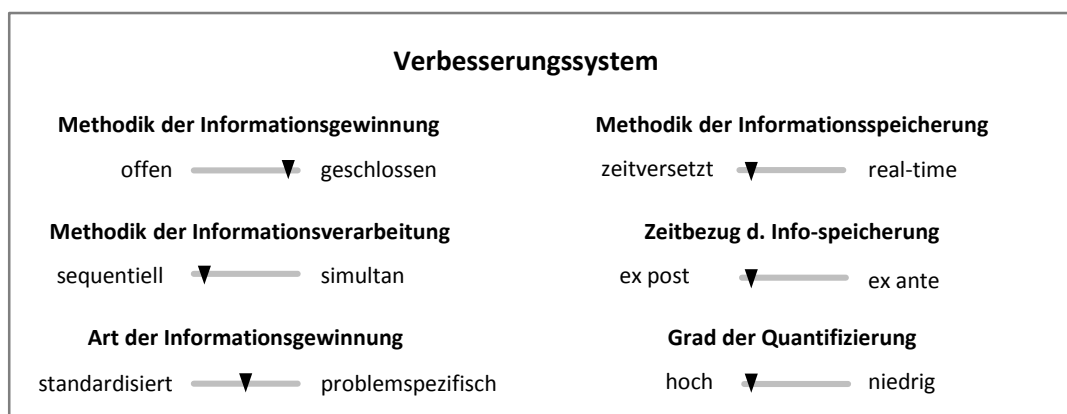 Verbesserungssystem
Methodik der Informationsgewinnung
offen geschlossen
Methodik der Informationsspeicherung
zeitversetzt real-time
Methodik der Informationsverarbeitung
sequentiell simultan
Zeitbezug d. Info-speicherung
ex post ex ante
Art der Informationsgewinnung
standardisiert problemspezifisch
Grad der Quantifizierung
hoch niedrig